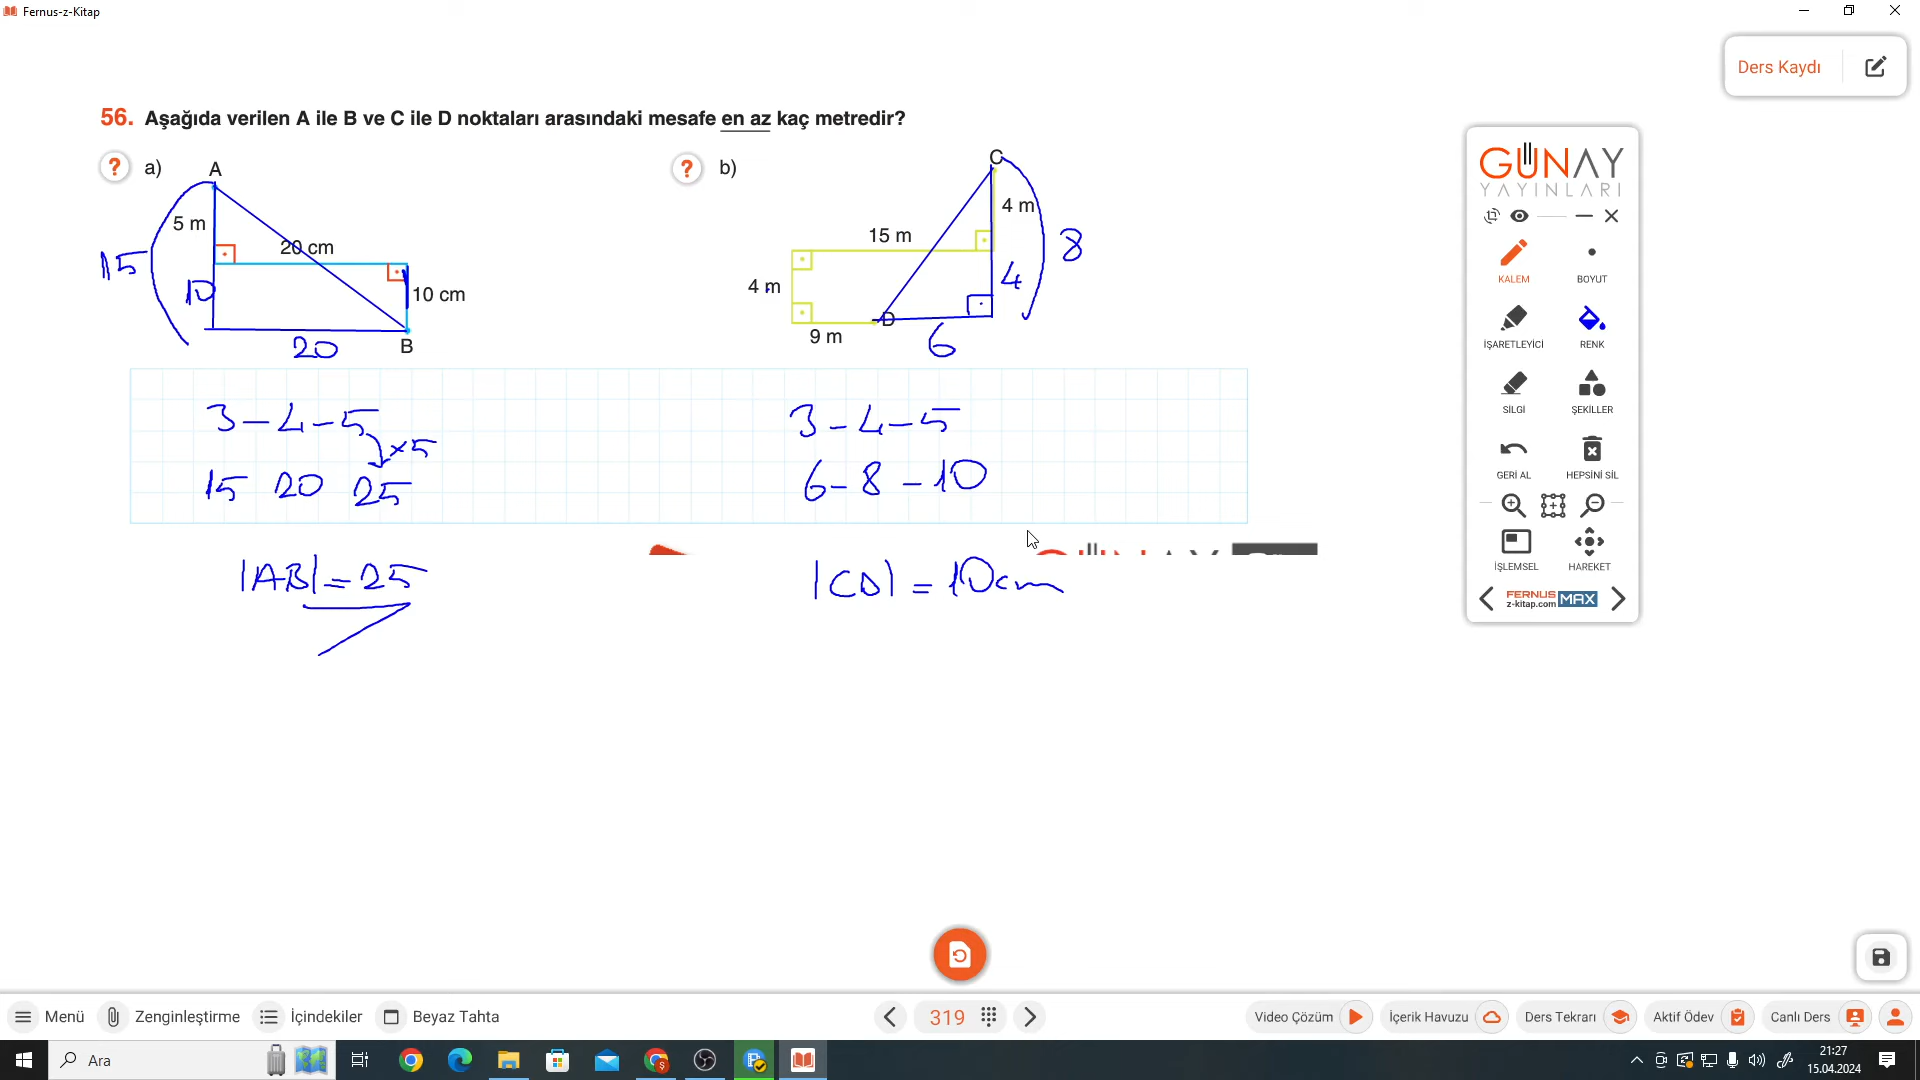 Fernus-z-Kitap
Ders Kaydı
56. Aşağıda verilen A ile B ve C ile D noktaları arasındaki mesafe en az kaç metredir?
? a)
A
5 m
20 cm
15
10
10 cm
20
B
? b)
C
4 m
15 m
8
4 m
4
D
9 m
6
3 - 4 - 5
x5
15 20 25
|AB| = 25
3 - 4 - 5
6 - 8 - 10
|CD| = 10cm
GÜNAY
YAYINLARI
KALEM
BOYUT
İŞARETLEYİCİ
RENK
SİLGİ
ŞEKİLLER
GERİ AL
HEPSİNİ SİL
İŞLEMSEL
HAREKET
FERNUS
z-kitap.com MAX
Menü
Zenginleştirme
İçindekiler
Beyaz Tahta
319
Video Çözüm
İçerik Havuzu
Ders Tekrarı
Aktif Ödev
Canlı Ders
Ara
21:27
15.04.2024